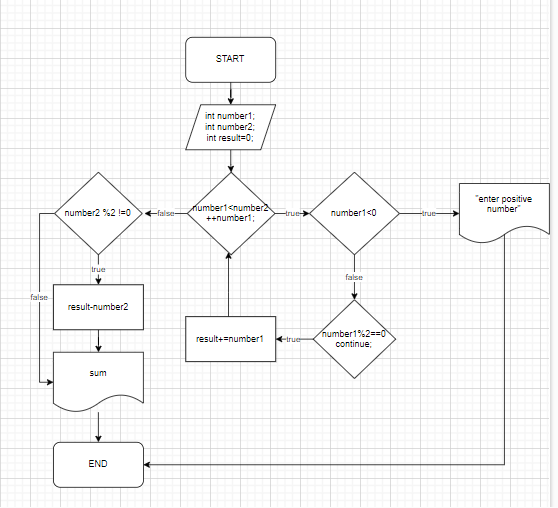 START
int number1;
int number2;
int result=0;
number2 %2 !=0
false
number1<number2
++number1;
true
number1<0
true
"enter positive
number"
true
false
false
result-number2
result+=number1
true
number1%2==0
continue;
sum
END